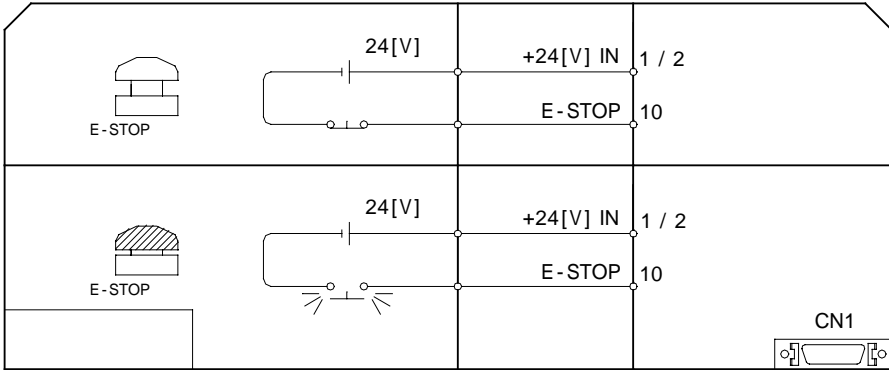 24[V]
+24[V] IN 1 / 2
E-STOP 10
E-STOP
24[V]
+24[V] IN 1 / 2
E-STOP 10
E-STOP
CN1